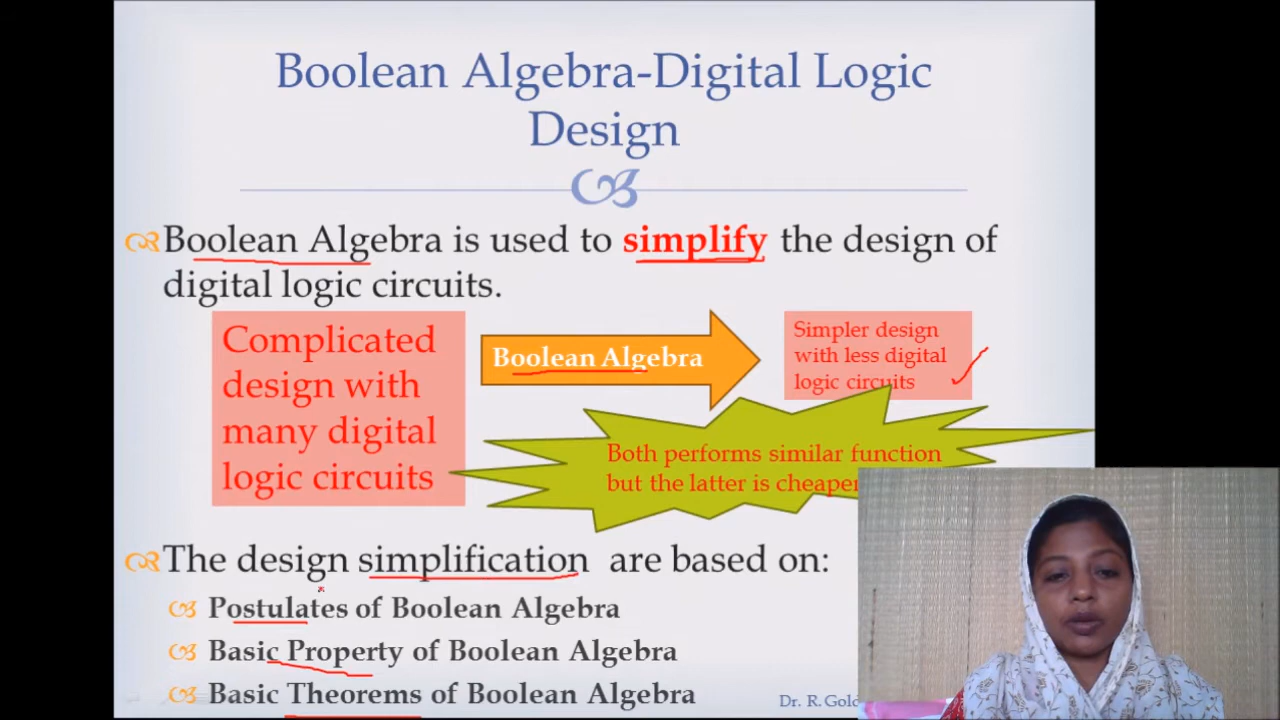 Boolean Algebra-Digital Logic
Design
Boolean Algebra is used to simplify the design of
digital logic circuits.
Complicated
design with
many digital
logic circuits
Boolean Algebra
Simpler design
with less digital
logic circuits
Both performs similar function
but the latter is cheaper
The design simplification are based on:
Postulates of Boolean Algebra
Basic Property of Boolean Algebra
Basic Theorems of Boolean Algebra
Dr. R.Gold